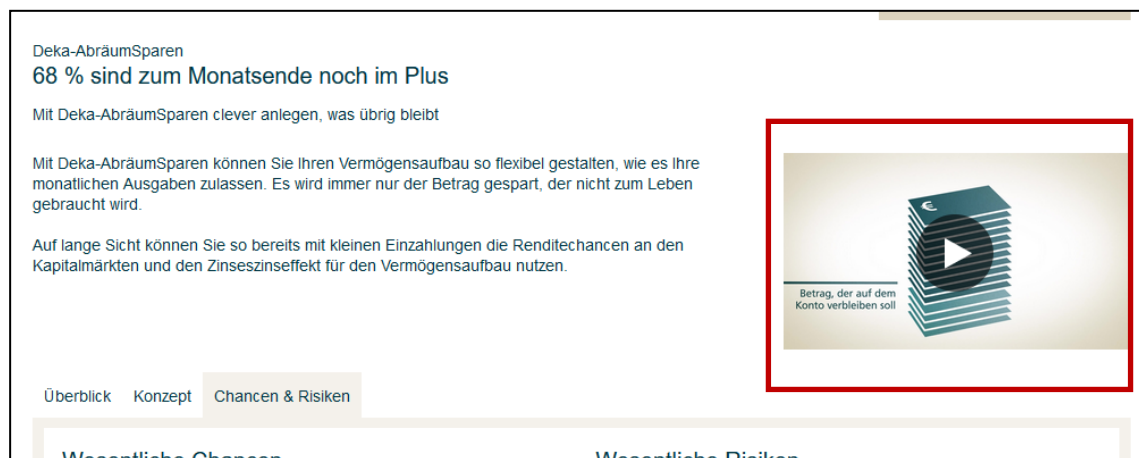 Deka-AbräumSparen
68 % sind zum Monatsende noch im Plus
Mit Deka-AbräumSparen clever anlegen, was übrig bleibt
Mit Deka-AbräumSparen können Sie Ihren Vermögensaufbau so flexibel gestalten, wie es Ihre
monatlichen Ausgaben zulassen. Es wird immer nur der Betrag gespart, der nicht zum Leben
gebraucht wird.
Auf lange Sicht können Sie so bereits mit kleinen Einzahlungen die Renditechancen an den
Kapitalmärkten und den Zinseszinseffekt für den Vermögensaufbau nutzen.
€
Betrag, der auf dem
Konto verbleiben soll
Überblick Konzept Chancen & Risiken
Wesentliche Chancen Wesentliche Risiken